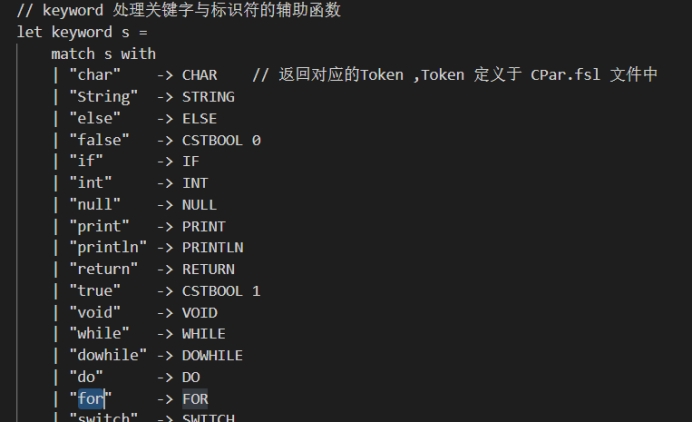 // keyword 处理关键字与标识符的辅助函数
let keyword s =
match s with
| "char" -> CHAR // 返回对应的Token ,Token 定义于 CPar.fsl 文件中
| "String" -> STRING
| "else" -> ELSE
| "false" -> CSTBOOL 0
| "if" -> IF
| "int" -> INT
| "null" -> NULL
| "print" -> PRINT
| "println" -> PRINTLN
| "return" -> RETURN
| "true" -> CSTBOOL 1
| "void" -> VOID
| "while" -> WHILE
| "dowhile" -> DOWHILE
| "do" -> DO
| "for" -> FOR
| "switch" -> SWITCH